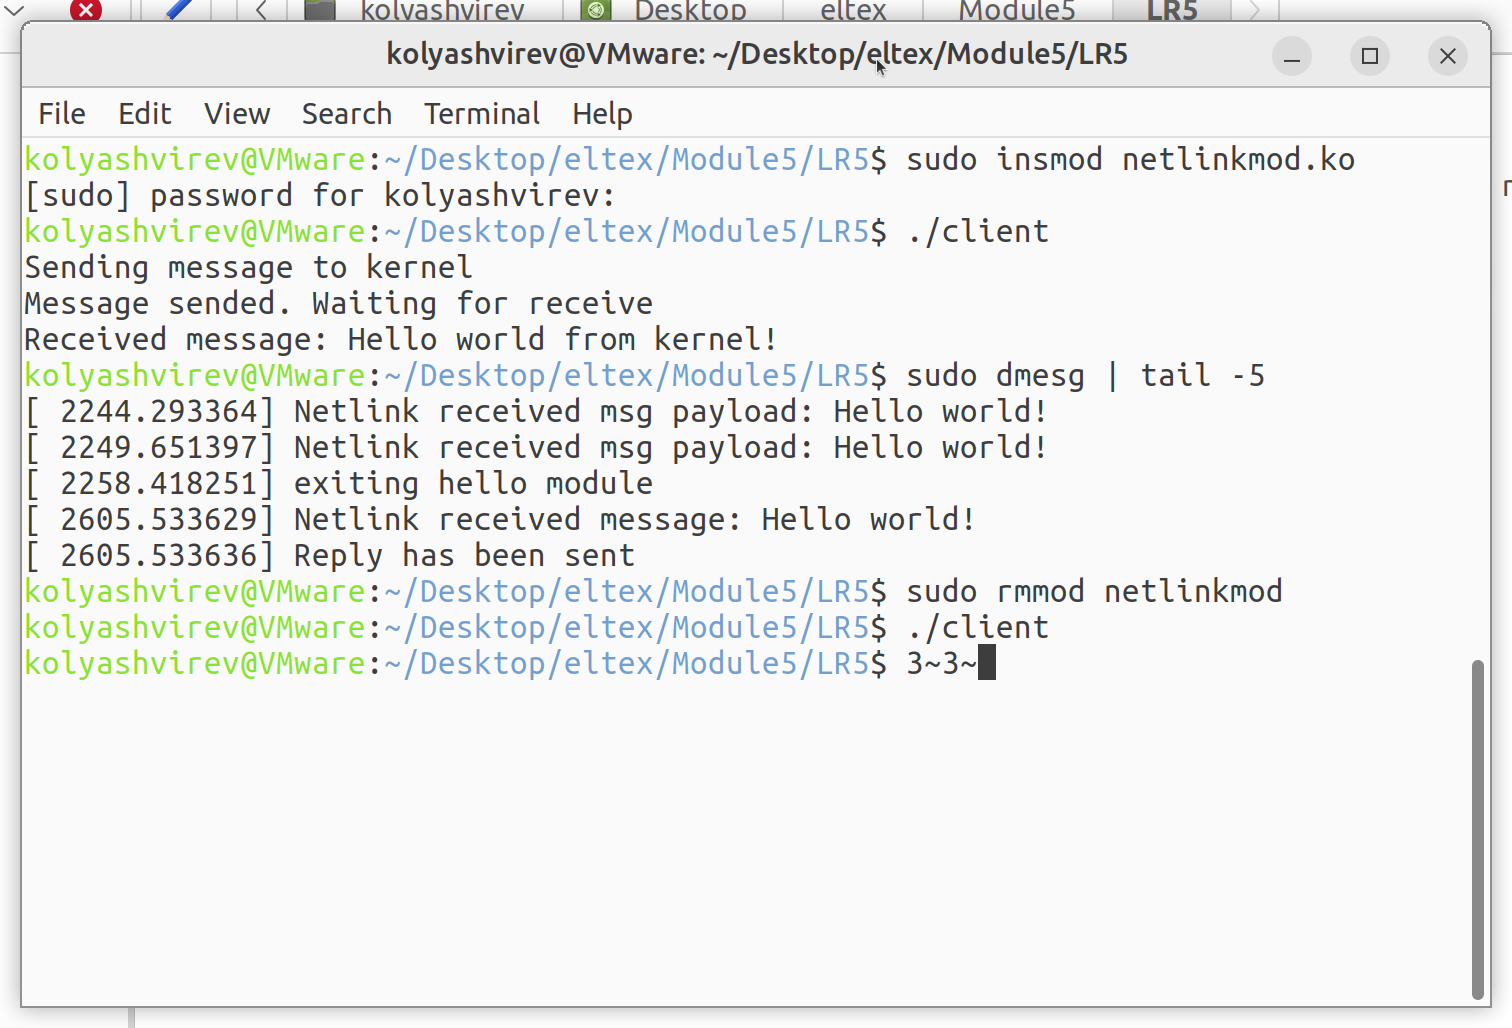 kolyashvirev Desktop eltex Module5 LR5
kolyashvirev@VMware: ~/Desktop/eltex/Module5/LR5
File Edit View Search Terminal Help
kolyashvirev@VMware:~/Desktop/eltex/Module5/LR5$ sudo insmod netlinkmod.ko
[sudo] password for kolyashvirev:
kolyashvirev@VMware:~/Desktop/eltex/Module5/LR5$ ./client
Sending message to kernel
Message sended. Waiting for receive
Received message: Hello world from kernel!
kolyashvirev@VMware:~/Desktop/eltex/Module5/LR5$ sudo dmesg | tail -5
[ 2244.293364] Netlink received msg payload: Hello world!
[ 2249.651397] Netlink received msg payload: Hello world!
[ 2258.418251] exiting hello module
[ 2605.533629] Netlink received message: Hello world!
[ 2605.533636] Reply has been sent
kolyashvirev@VMware:~/Desktop/eltex/Module5/LR5$ sudo rmmod netlinkmod
kolyashvirev@VMware:~/Desktop/eltex/Module5/LR5$ ./client
kolyashvirev@VMware:~/Desktop/eltex/Module5/LR5$ 3~3~